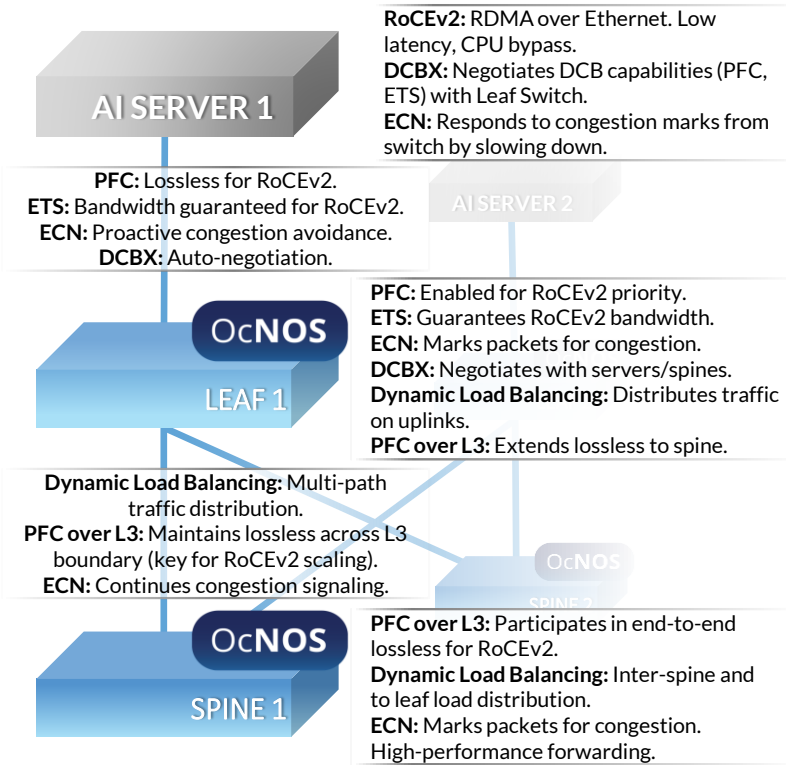 RoCEv2: RDMA over Ethernet. Low
latency, CPU bypass.
DCBX: Negotiates DCB capabilities (PFC,
ETS) with Leaf Switch.
ECN: Responds to congestion marks from
switch by slowing down.
AI SERVER 1
PFC: Lossless for RoCEv2.
ETS: Bandwidth guaranteed for RoCEv2.
ECN: Proactive congestion avoidance.
DCBX: Auto-negotiation.
AI SERVER 2
OcNOS
LEAF 1
PFC: Enabled for RoCEv2 priority.
ETS: Guarantees RoCEv2 bandwidth.
ECN: Marks packets for congestion.
DCBX: Negotiates with servers/spines.
Dynamic Load Balancing: Distributes traffic
on uplinks.
PFC over L3: Extends lossless to spine.
Dynamic Load Balancing: Multi-path
traffic distribution.
PFC over L3: Maintains lossless across L3
boundary (key for RoCEv2 scaling).
ECN: Continues congestion signaling.
OcNOS
SPINE 2
OcNOS
SPINE 1
PFC over L3: Participates in end-to-end
lossless for RoCEv2.
Dynamic Load Balancing: Inter-spine and
to leaf load distribution.
ECN: Marks packets for congestion.
High-performance forwarding.